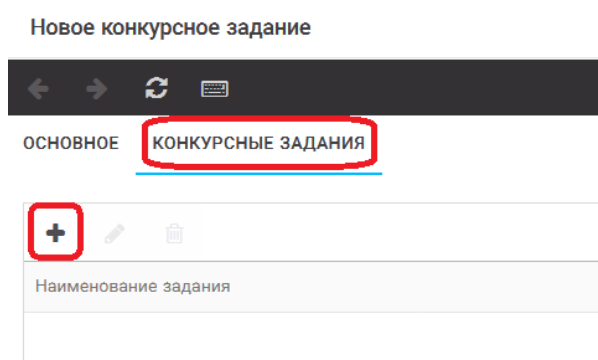 Новое конкурсное задание
ОСНОВНОЕ КОНКУРСНЫЕ ЗАДАНИЯ
Наименование задания